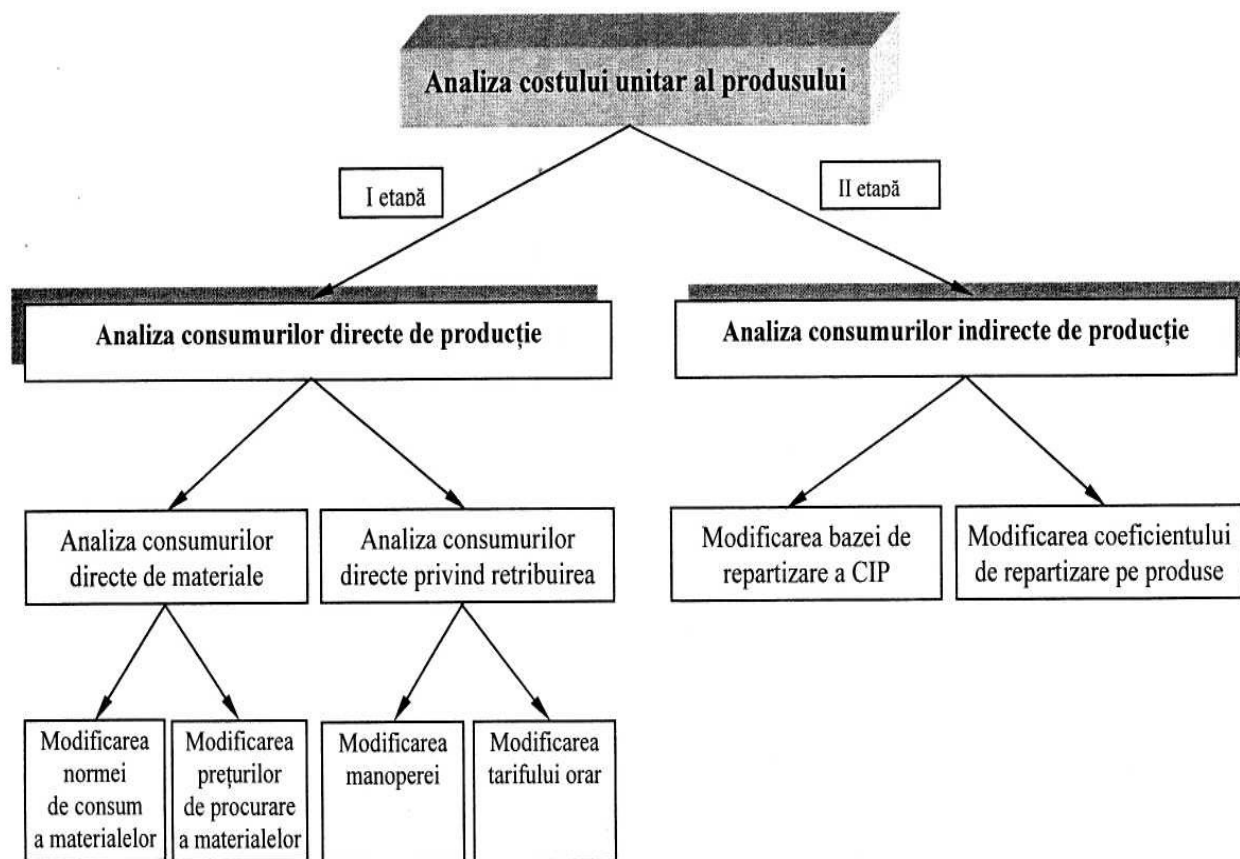 Analiza costului unitar al produsului
I etapă
II etapă
Analiza consumurilor directe de producție
Analiza consumurilor indirecte de producție
Analiza consumurilor
directe de materiale
Analiza consumurilor
directe privind retribuirea
Modificarea bazei de
repartizare a CIP
Modificarea coeficientului
de repartizare pe produse
Modificarea
normei
de consum
a materialelor
Modificarea
prețurilor
de procurare
a materialelor
Modificarea
manoperei
Modificarea
tarifului orar